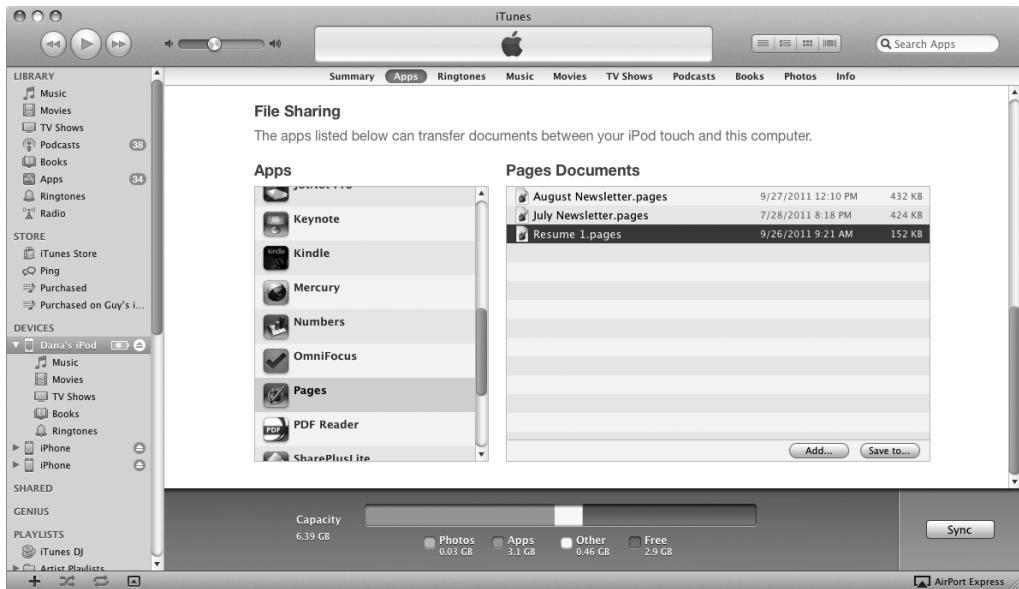 iTunes
Search Apps
LIBRARY
Music
Movies
TV Shows
Podcasts 38
Books
Apps 34
Ringtones
Radio
STORE
iTunes Store
Ping
Purchased
Purchased on Guy's i...
DEVICES
Dana's iPod
Music
Movies
TV Shows
Books
Ringtones
iPhone
iPhone
SHARED
GENIUS
PLAYLISTS
iTunes DJ
Artist Playlists
Summary Apps Ringtones Music Movies TV Shows Podcasts Books Photos Info
File Sharing
The apps listed below can transfer documents between your iPod touch and this computer.
Apps
Keynote
kindle
Kindle
Mercury
Numbers
OmniFocus
Pages
PDF
PDF Reader
SharePlusLite
Pages Documents
August Newsletter.pages 9/27/2011 12:10 PM 432 KB
July Newsletter.pages 7/28/2011 8:18 PM 424 KB
Resume 1.pages 9/26/2011 9:21 AM 152 KB
Add... Save to...
Capacity
6.39 GB
Photos
0.03 GB
Apps
3.1 GB
Other
0.46 GB
Free
2.9 GB
Sync
AirPort Express